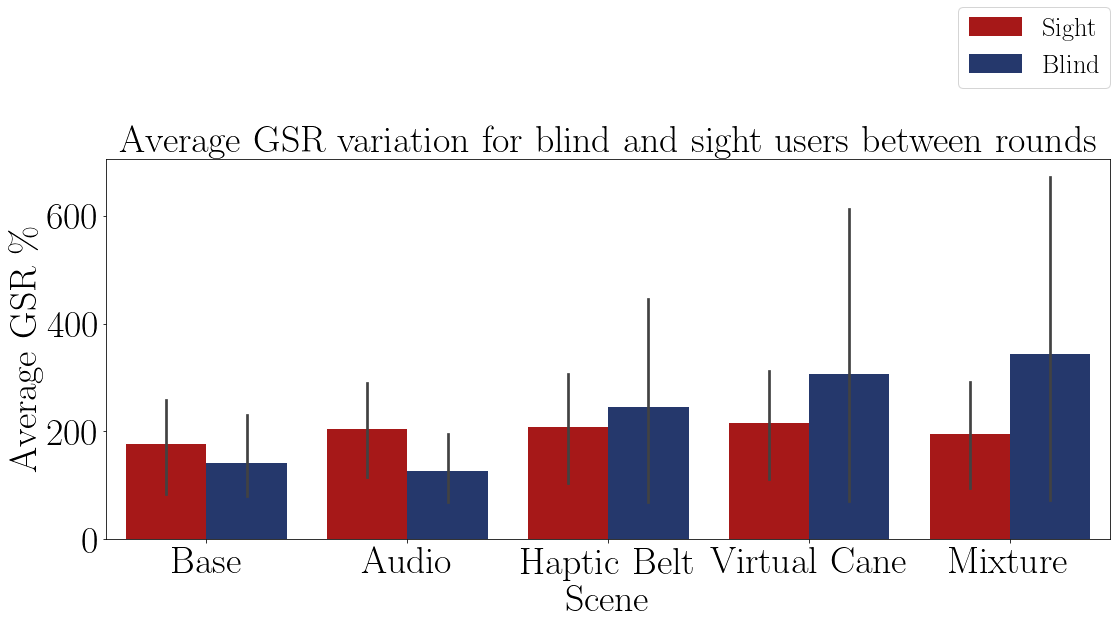 Sight
Blind
Average GSR variation for blind and sight users between rounds
Average GSR %
600
400
200
0
Base Audio Haptic Belt Virtual Cane Mixture
Scene